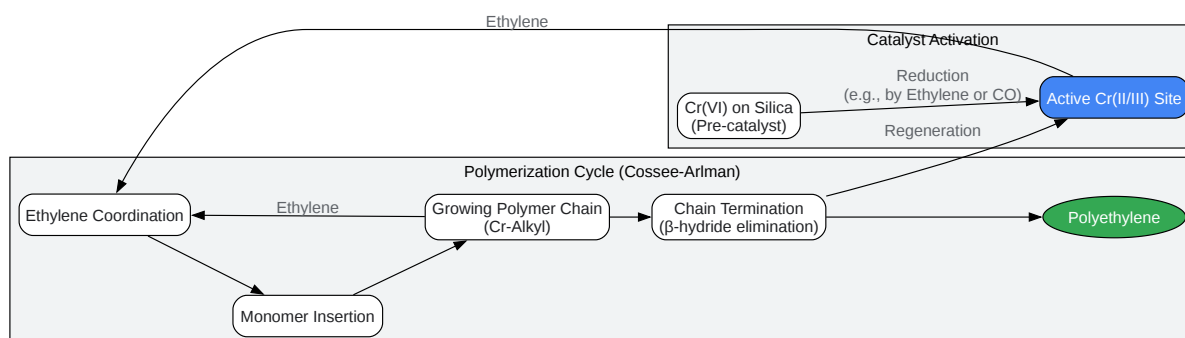 Ethylene
Catalyst Activation
Reduction
(e.g., by Ethylene or CO)
Cr(VI) on Silica
(Pre-catalyst)
Active Cr(II/III) Site
Regeneration
Polymerization Cycle (Cossee-Arlman)
Ethylene Coordination
Ethylene
Growing Polymer Chain
(Cr-Alkyl)
Chain Termination
(β-hydride elimination)
Polyethylene
Monomer Insertion